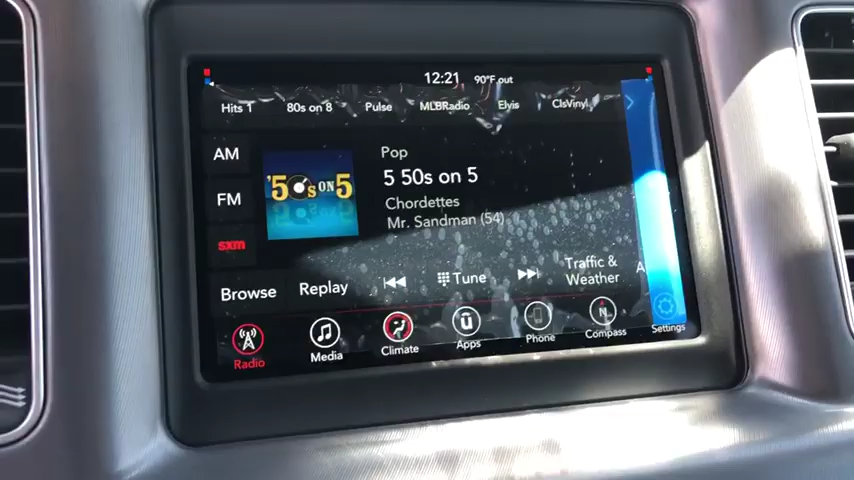 12:21 90°F out
Hits 1 80s on 8 Pulse MLBRadio Elvis ClsVinyl
AM
FM
sxm
'50s ON 5
Pop
5 50s on 5
Chordettes
Mr. Sandman (54)
Browse Replay Tune Traffic & Weather A
Radio Media Climate Apps Phone N Compass Settings